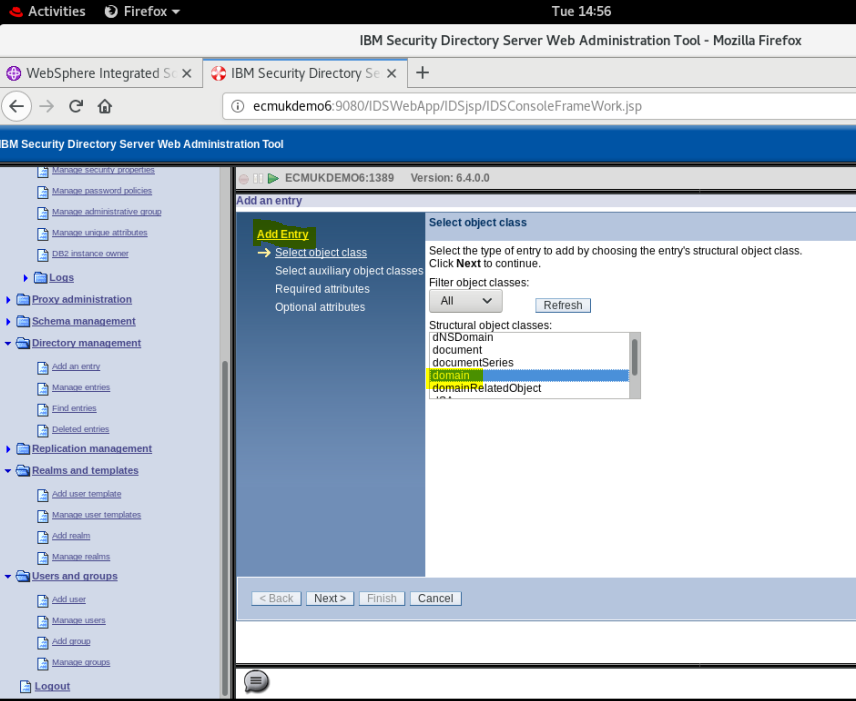 Activities Firefox Tue 14:56
IBM Security Directory Server Web Administration Tool - Mozilla Firefox
WebSphere Integrated So IBM Security Directory Se
ecmukdemo6:9080/IDSWebApp/IDSjsp/IDSConsoleFrameWork.jsp
IBM Security Directory Server Web Administration Tool
Manage security properties
Manage password policies
Manage administrative group
Manage unique attributes
DB2 instance owner
Logs
Proxy administration
Schema management
Directory management
Add an entry
Manage entries
Find entries
Deleted entries
Replication management
Realms and templates
Add user template
Manage user templates
Add realm
Manage realms
Users and groups
Add user
Manage users
Add group
Manage groups
Logout
ECMUKDEMO6:1389 Version: 6.4.0.0
Add an entry
Add Entry
Select object class
Select auxiliary object classes
Required attributes
Optional attributes
Select object class
Select the type of entry to add by choosing the entry's structural object class.
Click Next to continue.
Filter object classes:
All Refresh
Structural object classes:
dNSDomain
document
documentSeries
domain
domainRelatedObject
< Back Next > Finish Cancel